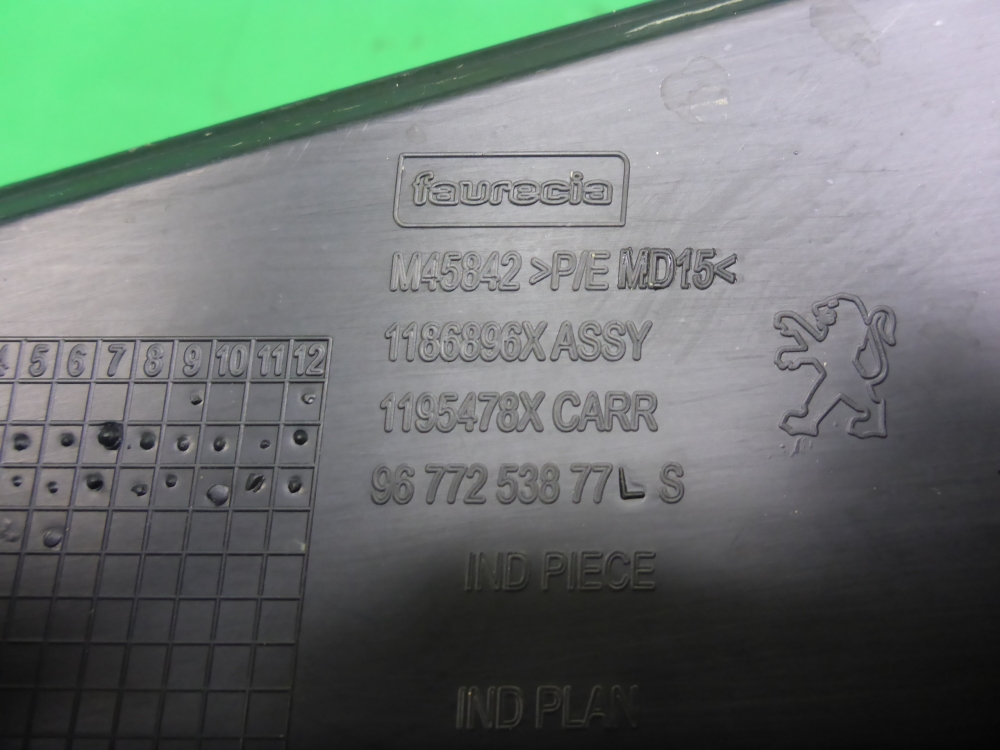 faurecia
M45842 >P/E MD15<
1186896X ASSY
1195478X CARR
96 772 538 77 L S
IND PIECE
IND PLAN
4 5 6 7 8 9 10 11 12